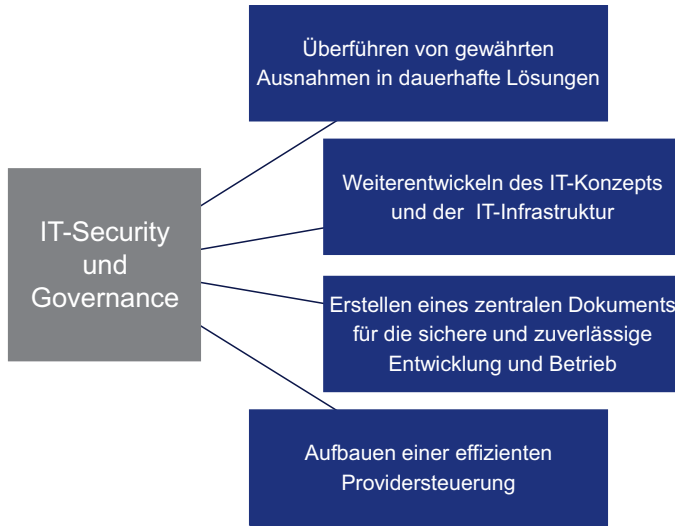 Überführen von gewährten
Ausnahmen in dauerhafte Lösungen
Weiterentwickeln des IT-Konzepts
und der IT-Infrastruktur
IT-Security
und
Governance
Erstellen eines zentralen Dokuments
für die sichere und zuverlässige
Entwicklung und Betrieb
Aufbauen einer effizienten
Providersteuerung